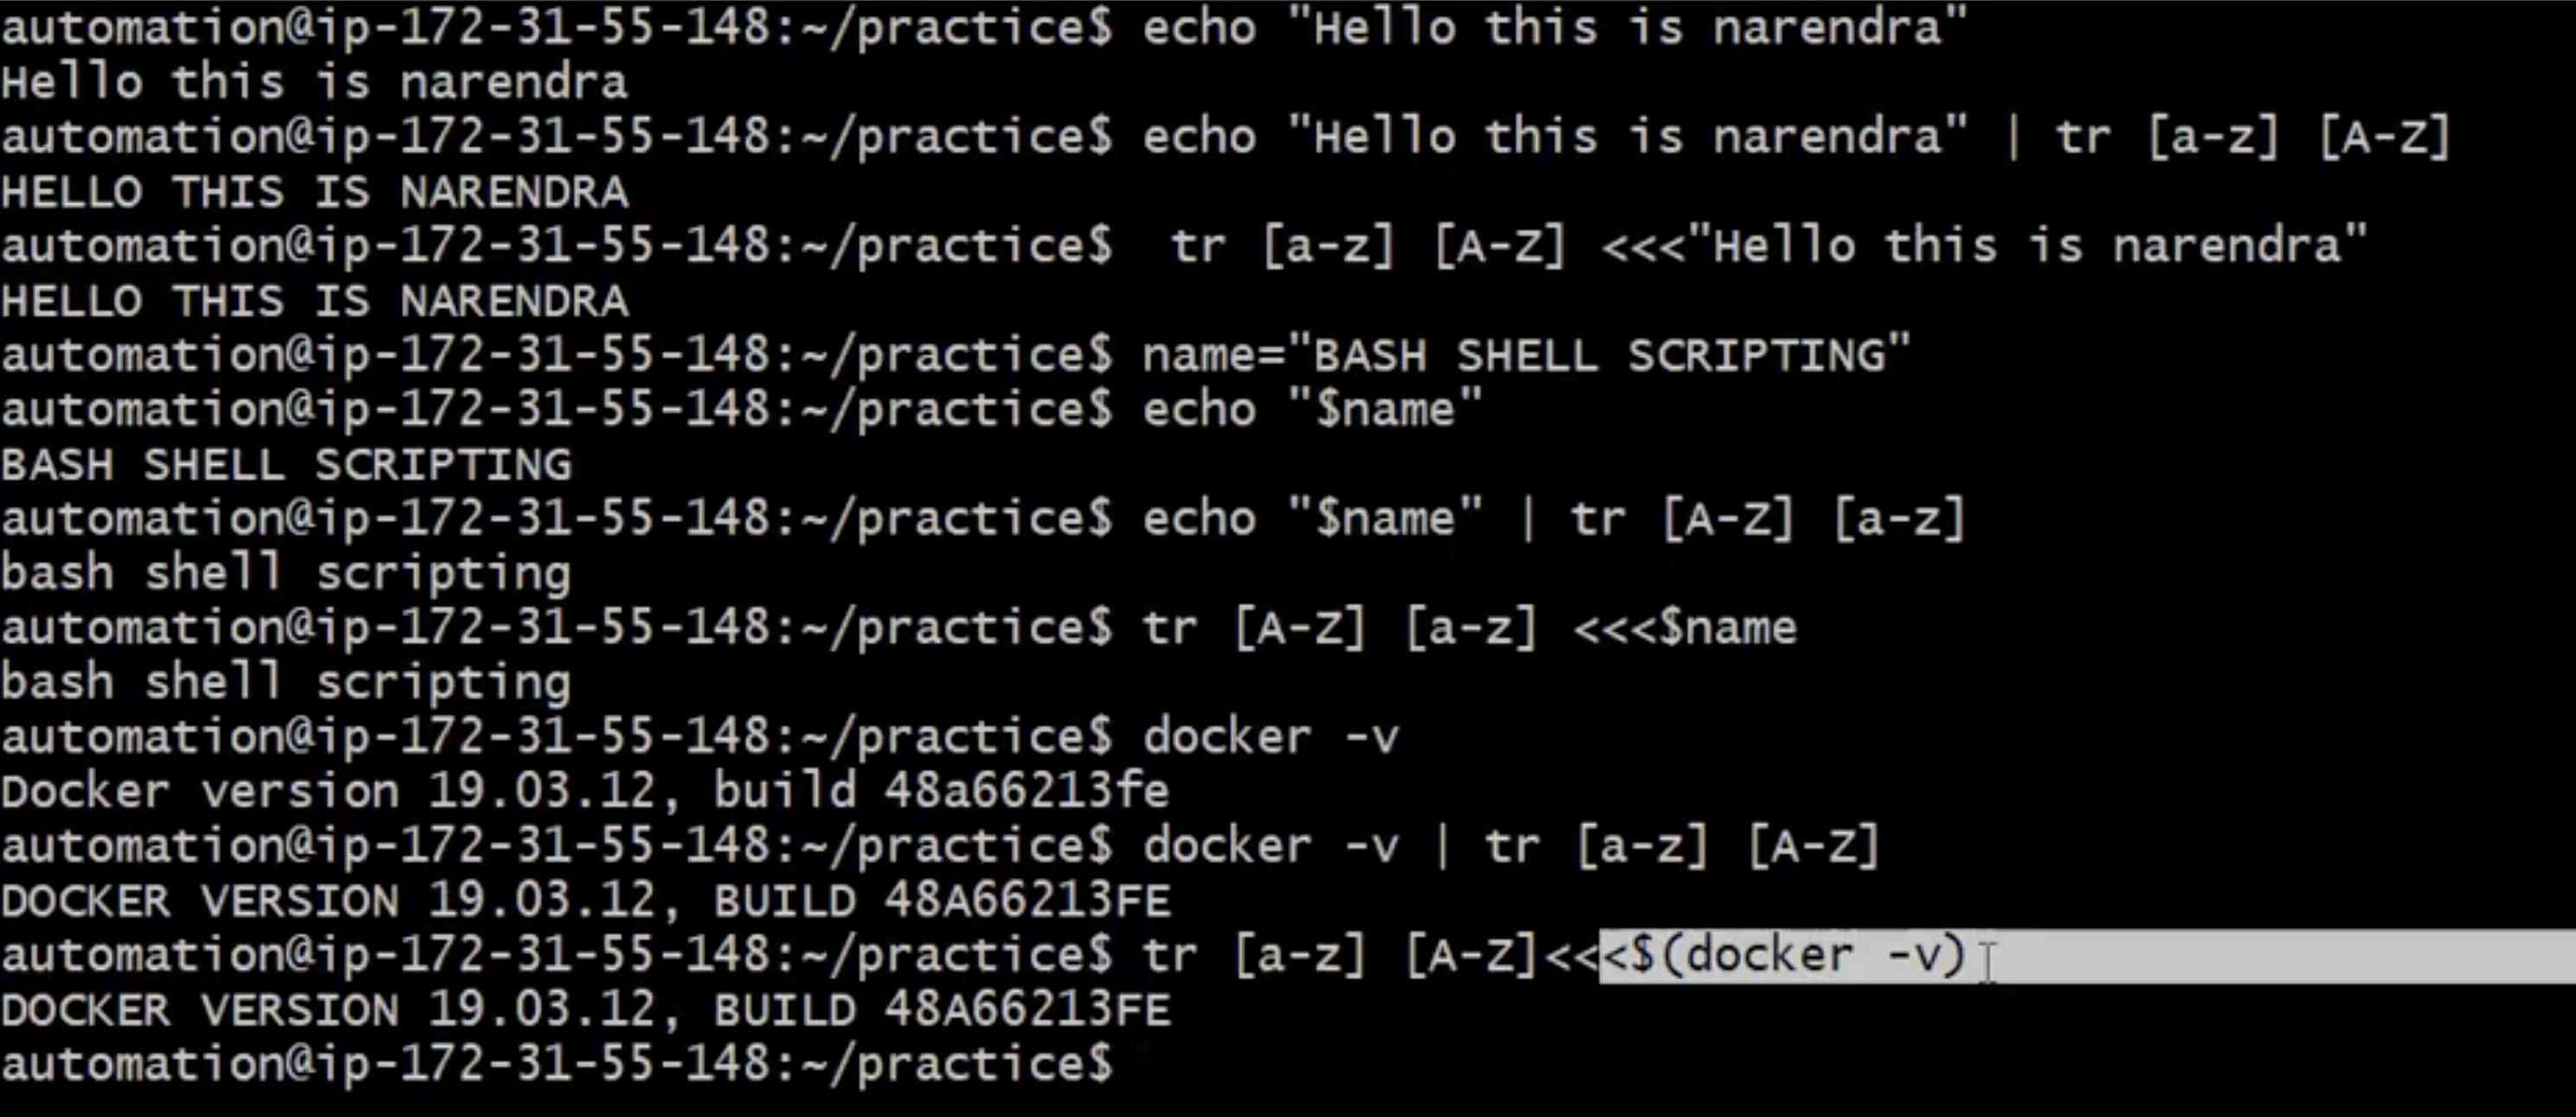 automation@ip-172-31-55-148:~/practice$ echo "Hello this is narendra"
Hello this is narendra
automation@ip-172-31-55-148:~/practice$ echo "Hello this is narendra" | tr [a-z] [A-Z]
HELLO THIS IS NARENDRA
automation@ip-172-31-55-148:~/practice$  tr [a-z] [A-Z] <<<"Hello this is narendra"
HELLO THIS IS NARENDRA
automation@ip-172-31-55-148:~/practice$ name="BASH SHELL SCRIPTING"
automation@ip-172-31-55-148:~/practice$ echo "$name"
BASH SHELL SCRIPTING
automation@ip-172-31-55-148:~/practice$ echo "$name" | tr [A-Z] [a-z]
bash shell scripting
automation@ip-172-31-55-148:~/practice$ tr [A-Z] [a-z] <<<$name
bash shell scripting
automation@ip-172-31-55-148:~/practice$ docker -v
Docker version 19.03.12, build 48a66213fe
automation@ip-172-31-55-148:~/practice$ docker -v | tr [a-z] [A-Z]
DOCKER VERSION 19.03.12, BUILD 48A66213FE
automation@ip-172-31-55-148:~/practice$ tr [a-z] [A-Z]<<<$(docker -v)
DOCKER VERSION 19.03.12, BUILD 48A66213FE
automation@ip-172-31-55-148:~/practice$